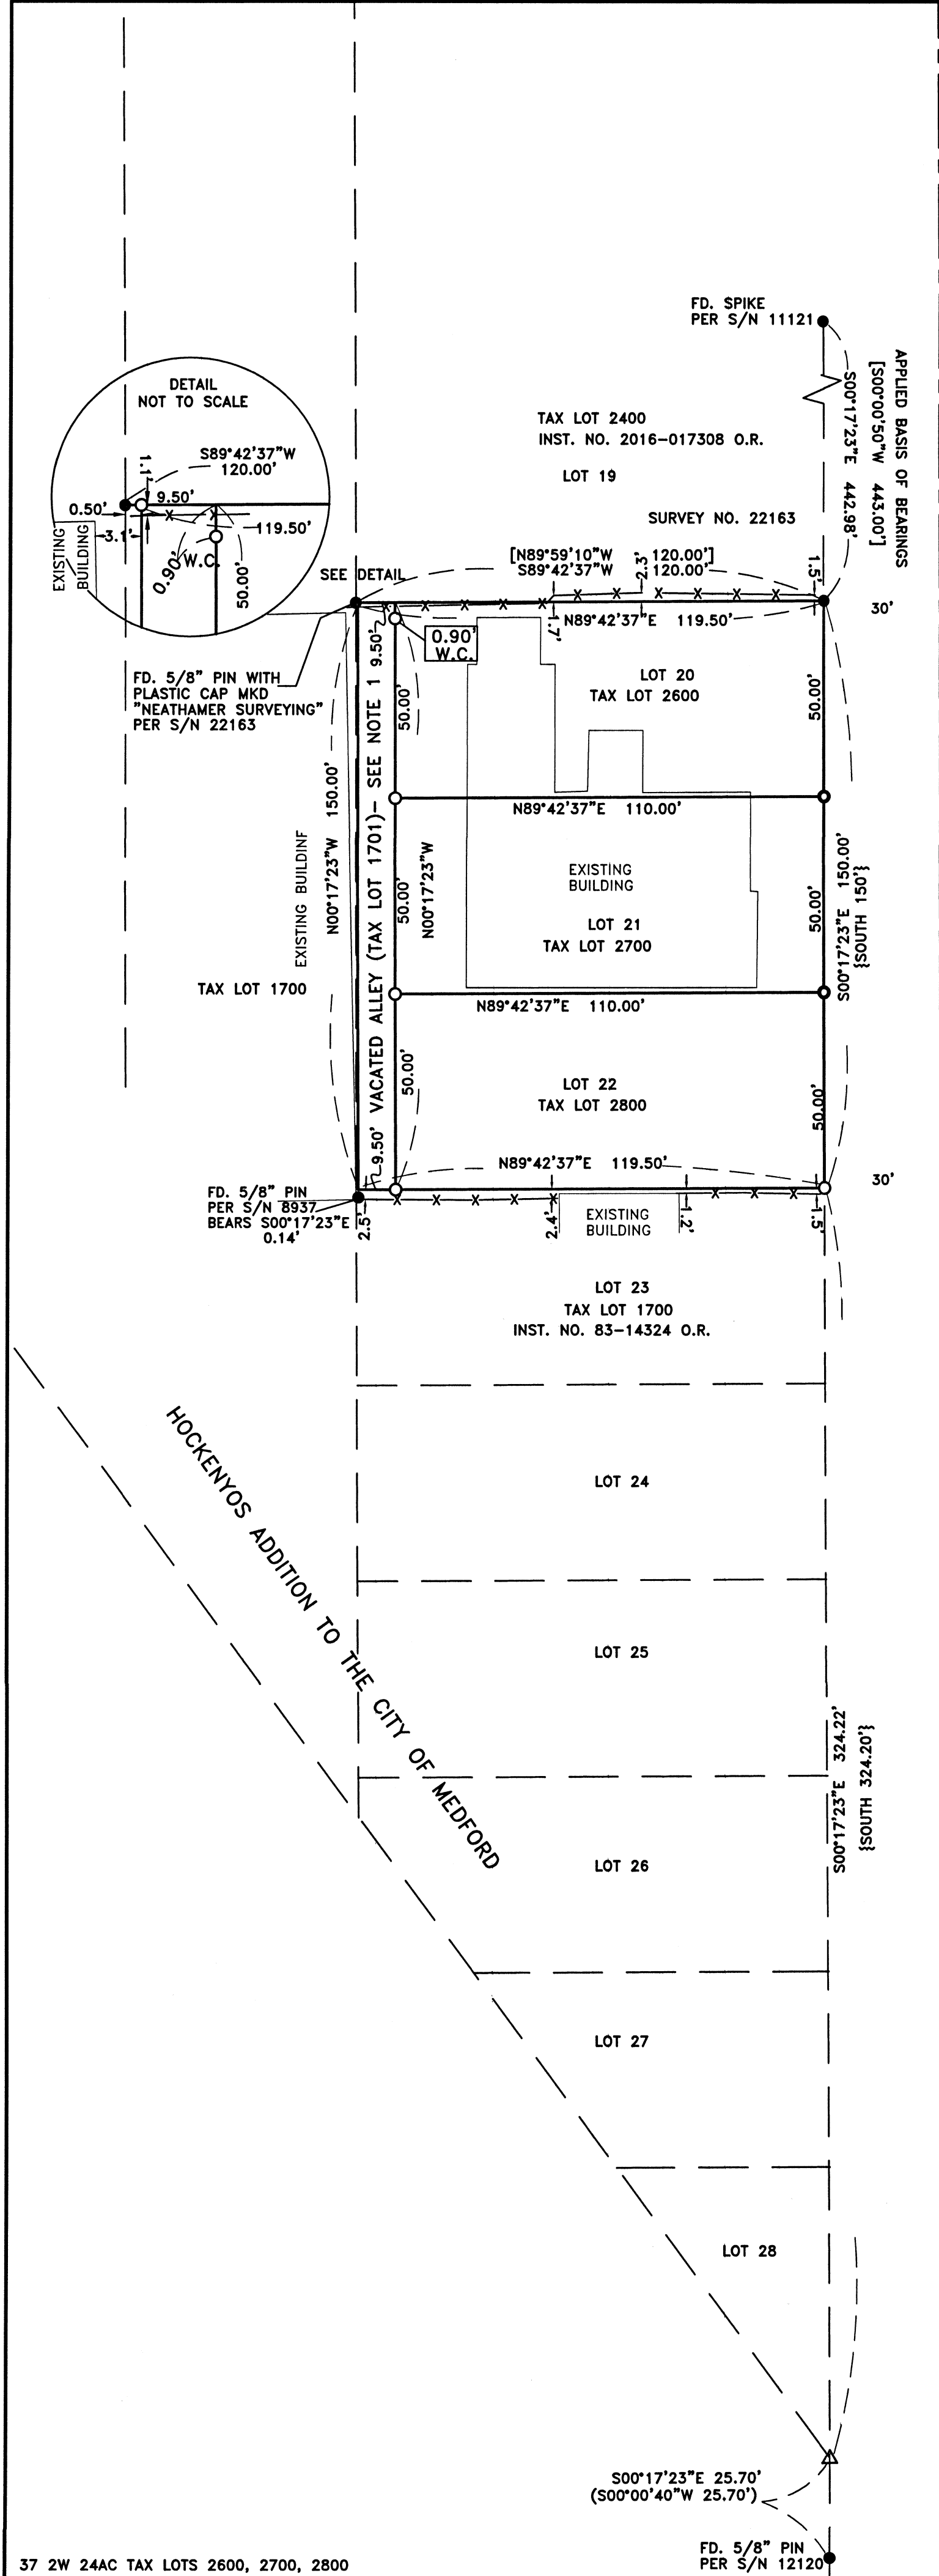 FD. SPIKE
PER S/N 11121
APPLIED BASIS OF BEARINGS
[S00°00'50"W 443.00']
S00°17'23"E 442.98'
DETAIL
NOT TO SCALE
S89°42'37"W
120.00'
1.1'
9.50'
0.50'
3.1'
119.50'
0.90'
W.C.
50.00'
EXISTING
BUILDING
TAX LOT 2400
INST. NO. 2016-017308 O.R.
LOT 19
SURVEY NO. 22163
SEE DETAIL
[N89°59'10"W 120.00']
S89°42'37"W 120.00'
2.3'
1.5'
30'
1.7'
N89°42'37"E 119.50'
0.90'
W.C.
FD. 5/8" PIN WITH
PLASTIC CAP MKD
"NEATHAMER SURVEYING"
PER S/N 22163
LOT 20
TAX LOT 2600
50.00'
50.00'
N89°42'37"E 110.00'
9.50' VACATED ALLEY (TAX LOT 1701)- SEE NOTE 1 9.50'
N00°17'23"W 150.00'
EXISTING BUILDINF
N00°17'23"W
50.00'
EXISTING
BUILDING
LOT 21
TAX LOT 2700
50.00'
S00°17'23"E 150.00'
{SOUTH 150'}
TAX LOT 1700
N89°42'37"E 110.00'
50.00'
LOT 22
TAX LOT 2800
50.00'
N89°42'37"E 119.50'
30'
FD. 5/8" PIN
PER S/N 8937
BEARS S00°17'23"E
0.14'
2.5'
2.4'
EXISTING
BUILDING
1.2'
1.5'
LOT 23
TAX LOT 1700
INST. NO. 83-14324 O.R.
HOCKENYOS ADDITION TO THE CITY OF MEDFORD
LOT 24
LOT 25
S00°17'23"E 324.22'
{SOUTH 324.20'}
LOT 26
LOT 27
LOT 28
S00°17'23"E 25.70'
(S00°00'40"W 25.70')
FD. 5/8" PIN
PER S/N 12120
37 2W 24AC TAX LOTS 2600, 2700, 2800